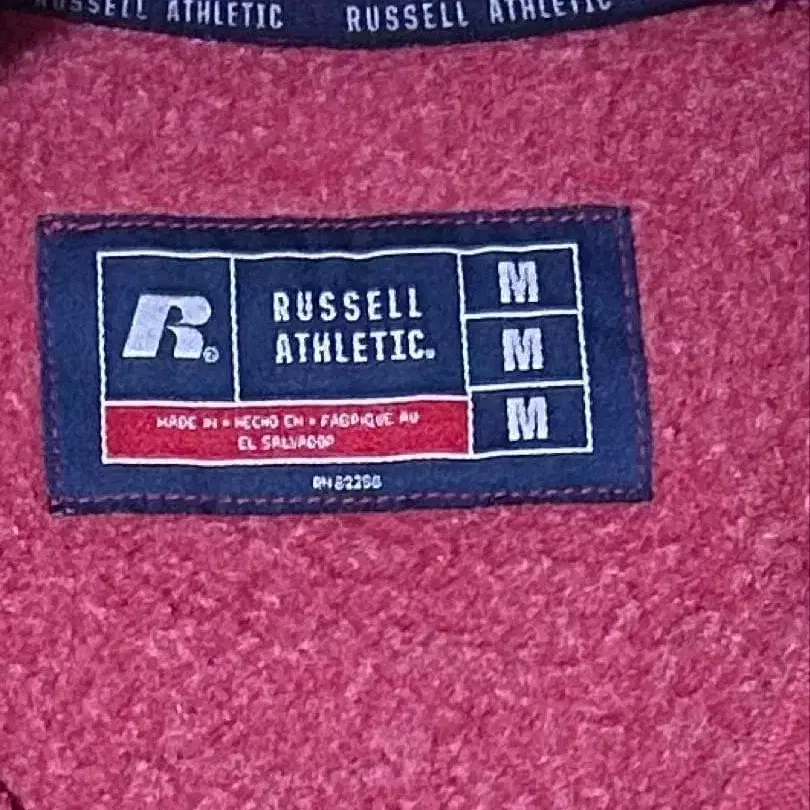 RUSSELL ATHLETIC RUSSELL ATHLETIC
R®
RUSSELL
ATHLETIC.
M
M
M
MADE IN • HECHO EN • FABRIQUE AU
EL SALVADOR